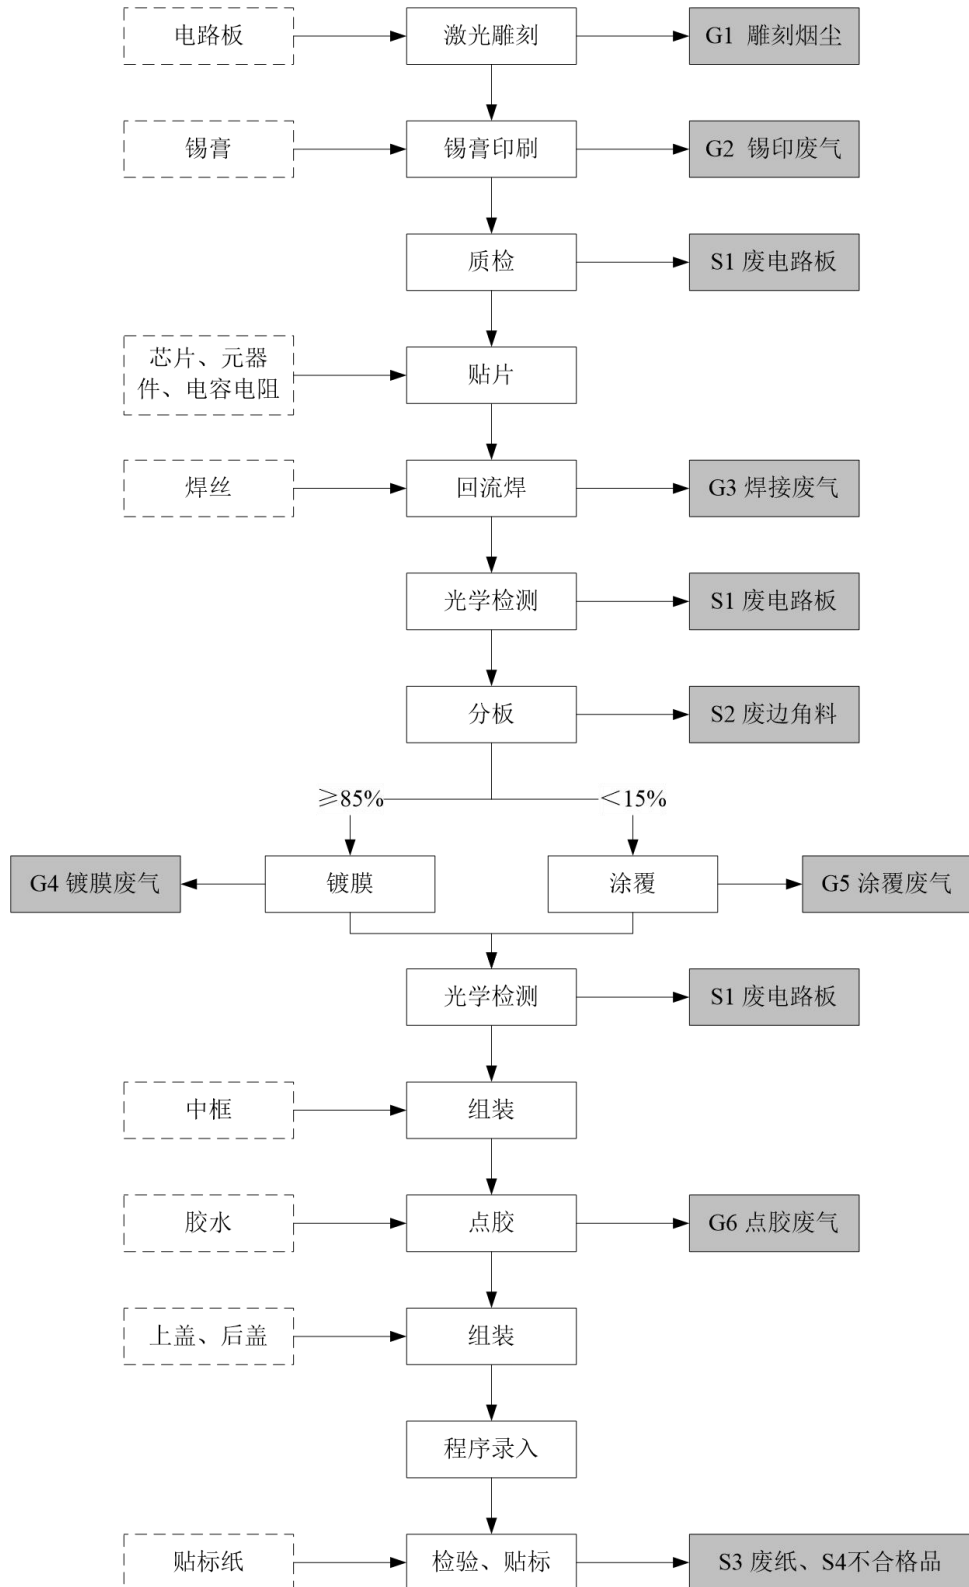 电路板
激光雕刻
G1 雕刻烟尘
锡膏
锡膏印刷
G2 锡印废气
质检
S1 废电路板
芯片、元器
件、电容电阻
贴片
焊丝
回流焊
G3 焊接废气
光学检测
S1 废电路板
分板
S2 废边角料
≥85%
<15%
G4 镀膜废气
镀膜
涂覆
G5 涂覆废气
光学检测
S1 废电路板
中框
组装
胶水
点胶
G6 点胶废气
上盖、后盖
组装
程序录入
贴标纸
检验、贴标
S3 废纸、S4不合格品